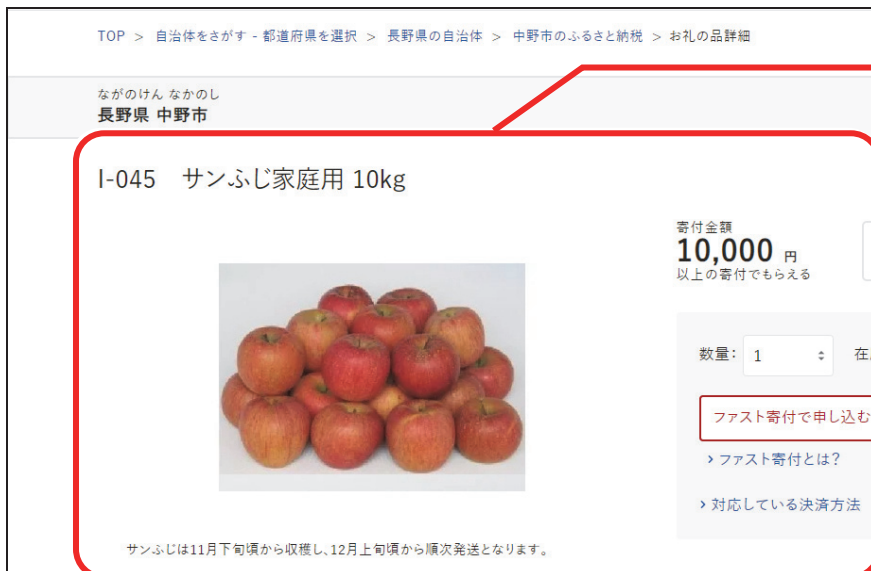 TOP > 自治体をさがす - 都道府県を選択 > 長野県の自治体 > 中野市のふるさと納税 > お礼の品詳細
ながのけん なかのし
長野県 中野市
I-045 サンふじ家庭用 10kg
寄付金額
10,000 円
以上の寄付でもらえる
数量: 1 在
ファスト寄付で申し込む
> ファスト寄付とは?
> 対応している決済方法
サンふじは11月下旬頃から収穫し、12月上旬頃から順次発送となります。